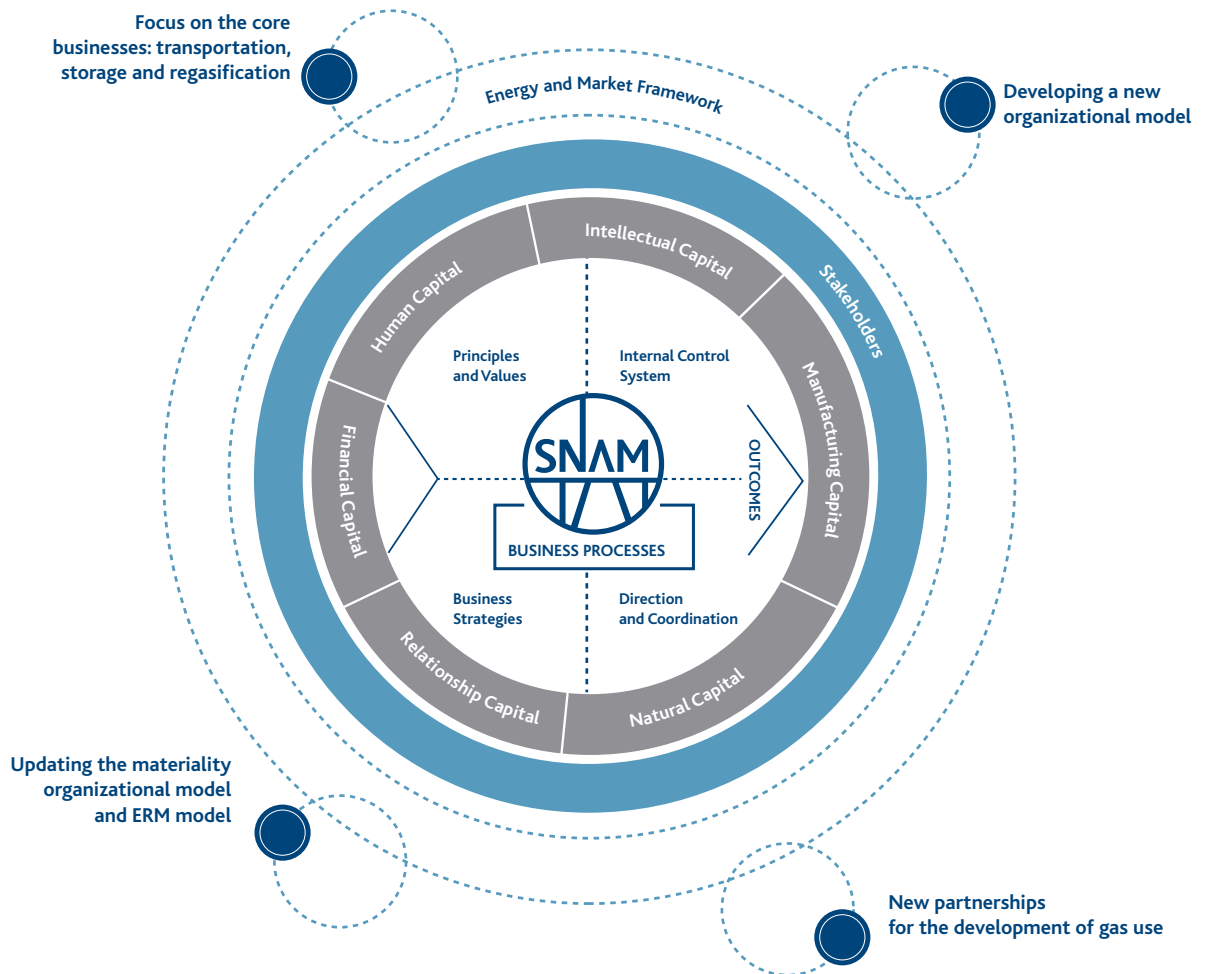 Focus on the core
businesses: transportation,
storage and regasification
Energy and Market Framework
Developing a new
organizational model
Intellectual Capital
Human Capital
Stakeholders
Principles
and Values
Internal Control
System
Manufacturing Capital
Financial Capital
SNAM
OUTCOMES
BUSINESS PROCESSES
Business
Strategies
Direction
and Coordination
Relationship Capital
Natural Capital
Updating the materiality
organizational model
and ERM model
New partnerships
for the development of gas use